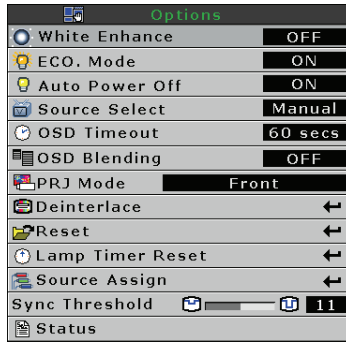 Options
White Enhance OFF
ECO. Mode ON
Auto Power Off ON
Source Select Manual
OSD Timeout 60 secs
OSD Blending OFF
PRJ Mode Front
Deinterlace
Reset
Lamp Timer Reset
Source Assign
Sync Threshold 11
Status